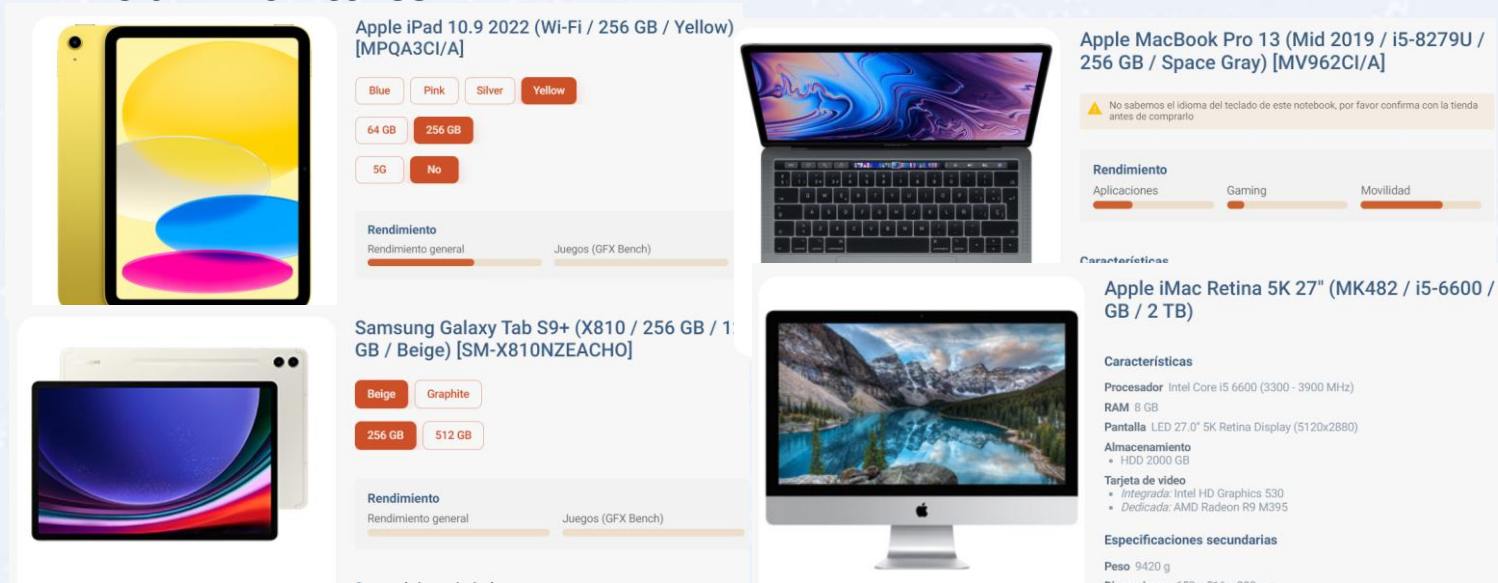 Apple iPad 10.9 2022 (Wi-Fi / 256 GB / Yellow)
[MPQA3CI/A]
Blue Pink Silver Yellow
64 GB 256 GB
5G No
Rendimiento
Rendimiento general Juegos (GFX Bench)
Apple MacBook Pro 13 (Mid 2019 / i5-8279U /
256 GB / Space Gray) [MV962CI/A]
No sabemos el idioma del teclado de este notebook, por favor confirma con la tienda
antes de comprarlo
Rendimiento
Aplicaciones Gaming Movilidad
Características
Samsung Galaxy Tab S9+ (X810 / 256 GB /
GB / Beige) [SM-X810NZEACHO]
Beige Graphite
256 GB 512 GB
Rendimiento
Rendimiento general Juegos (GFX Bench)
Apple iMac Retina 5K 27" (MK482 / i5-6600 /
GB / 2 TB)
Características
Procesador Intel Core i5 6600 (3300 - 3900 MHz)
RAM 8 GB
Pantalla LED 27.0" 5K Retina Display (5120x2880)
Almacenamiento
• HDD 2000 GB
Tarjeta de video
• Integrada: Intel HD Graphics 530
• Dedicada: AMD Radeon R9 M395
Especificaciones secundarias
Peso 9420 g